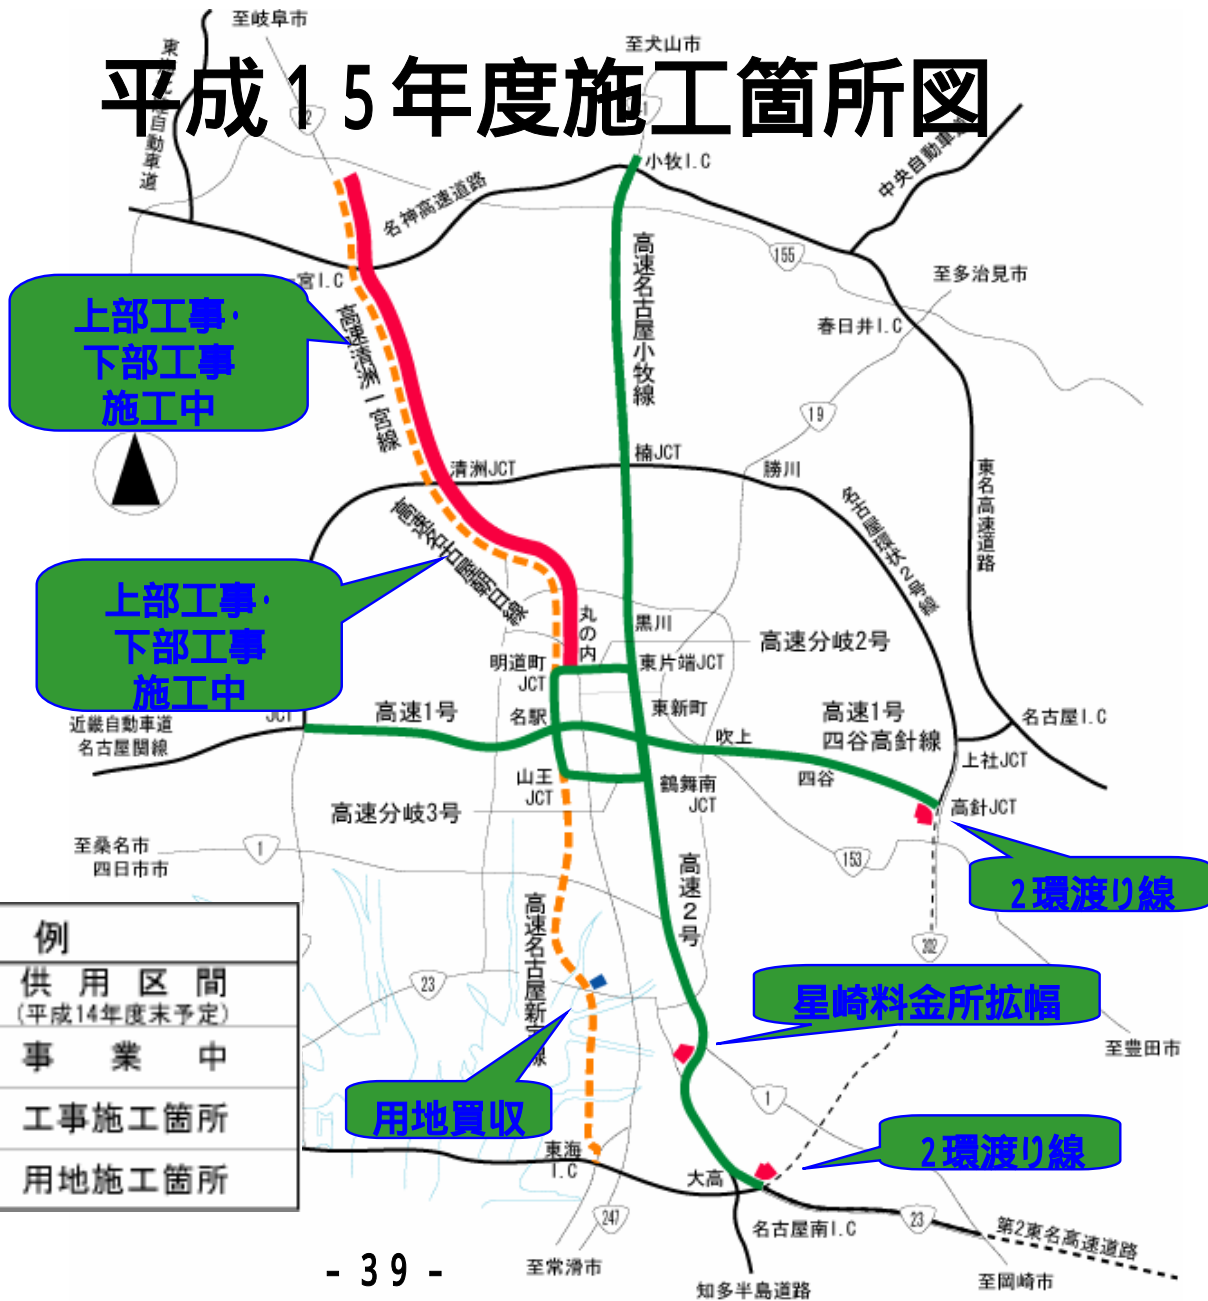 至岐阜市
至犬山市
平成15年度施工箇所図
自動車道
中央自動車道
小牧I.C
名神高速道路
155
至多治見市
宮I.C
高速名古屋小牧線
春日井I.C
上部工事・
下部工事
施工中
高速清洲一宮線
19
楠JCT
清洲JCT
勝川
東名高速道路
名古屋環状2号線
高速名古屋朝日線
上部工事・
下部工事
施工中
丸の内
黒川
高速分岐2号
明道町
JCT
東片端JCT
JCT
近畿自動車道
名古屋関線
高速1号
名駅
東新町
吹上
高速1号
四谷高針線
名古屋I.C
上社JCT
山王
JCT
鶴舞南
JCT
四谷
高針JCT
高速分岐3号
至桑名市
四日市市
1
153
2環渡り線
高速2号
例
供用区間
(平成14年度末予定)
事業中
工事施工箇所
用地施工箇所
高速名古屋新宝線
23
302
星崎料金所拡幅
至豊田市
用地買収
1
2環渡り線
東海
I.C
大高
247
名古屋南I.C
23
第2東名高速道路
- 39 -
至常滑市
知多半島道路
至岡崎市